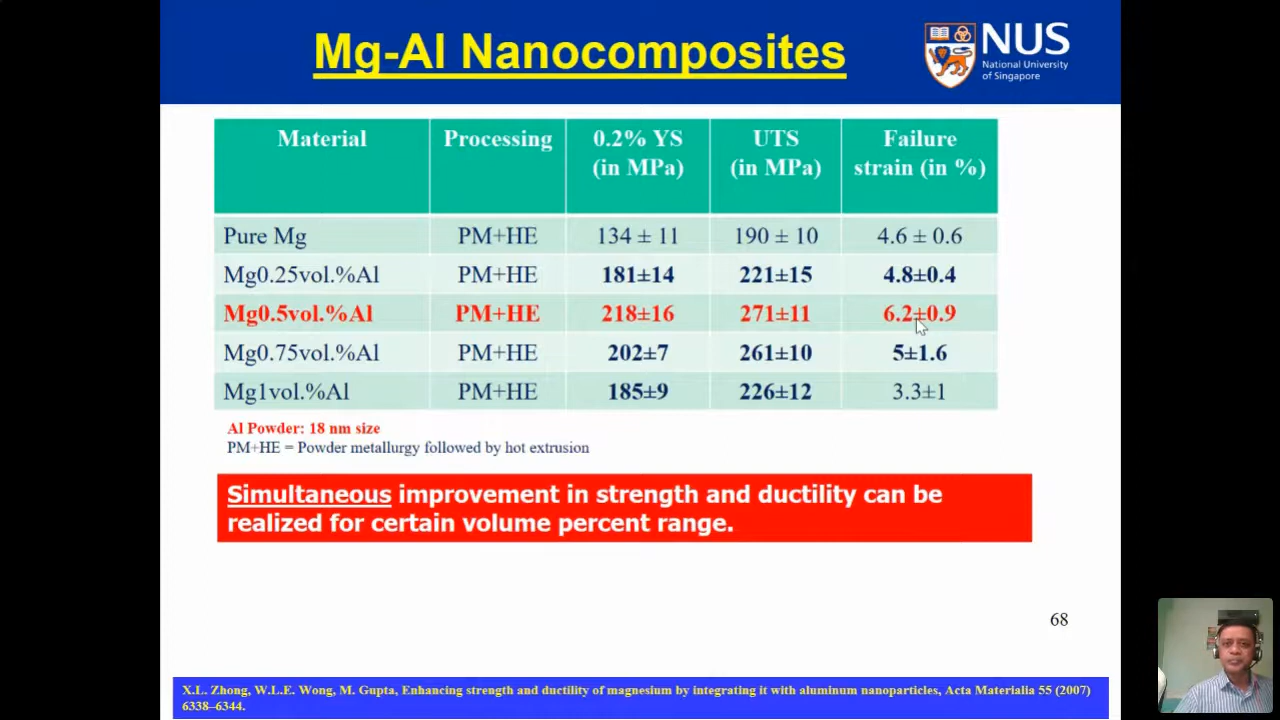 Mg-Al Nanocomposites
NUS
National University
of Singapore
Material Processing 0.2% YS UTS Failure
(in MPa) (in MPa) strain (in %)
Pure Mg PM+HE 134 ± 11 190 ± 10 4.6 ± 0.6
Mg0.25vol.%Al PM+HE 181±14 221±15 4.8±0.4
Mg0.5vol.%Al PM+HE 218±16 271±11 6.2±0.9
Mg0.75vol.%Al PM+HE 202±7 261±10 5±1.6
Mg1vol.%Al PM+HE 185±9 226±12 3.3±1
Al Powder: 18 nm size
PM+HE = Powder metallurgy followed by hot extrusion
Simultaneous improvement in strength and ductility can be
realized for certain volume percent range.
68
X.L. Zhong, W.L.E. Wong, M. Gupta, Enhancing strength and ductility of magnesium by integrating it with aluminum nanoparticles, Acta Materialia 55 (2007)
6338–6344.